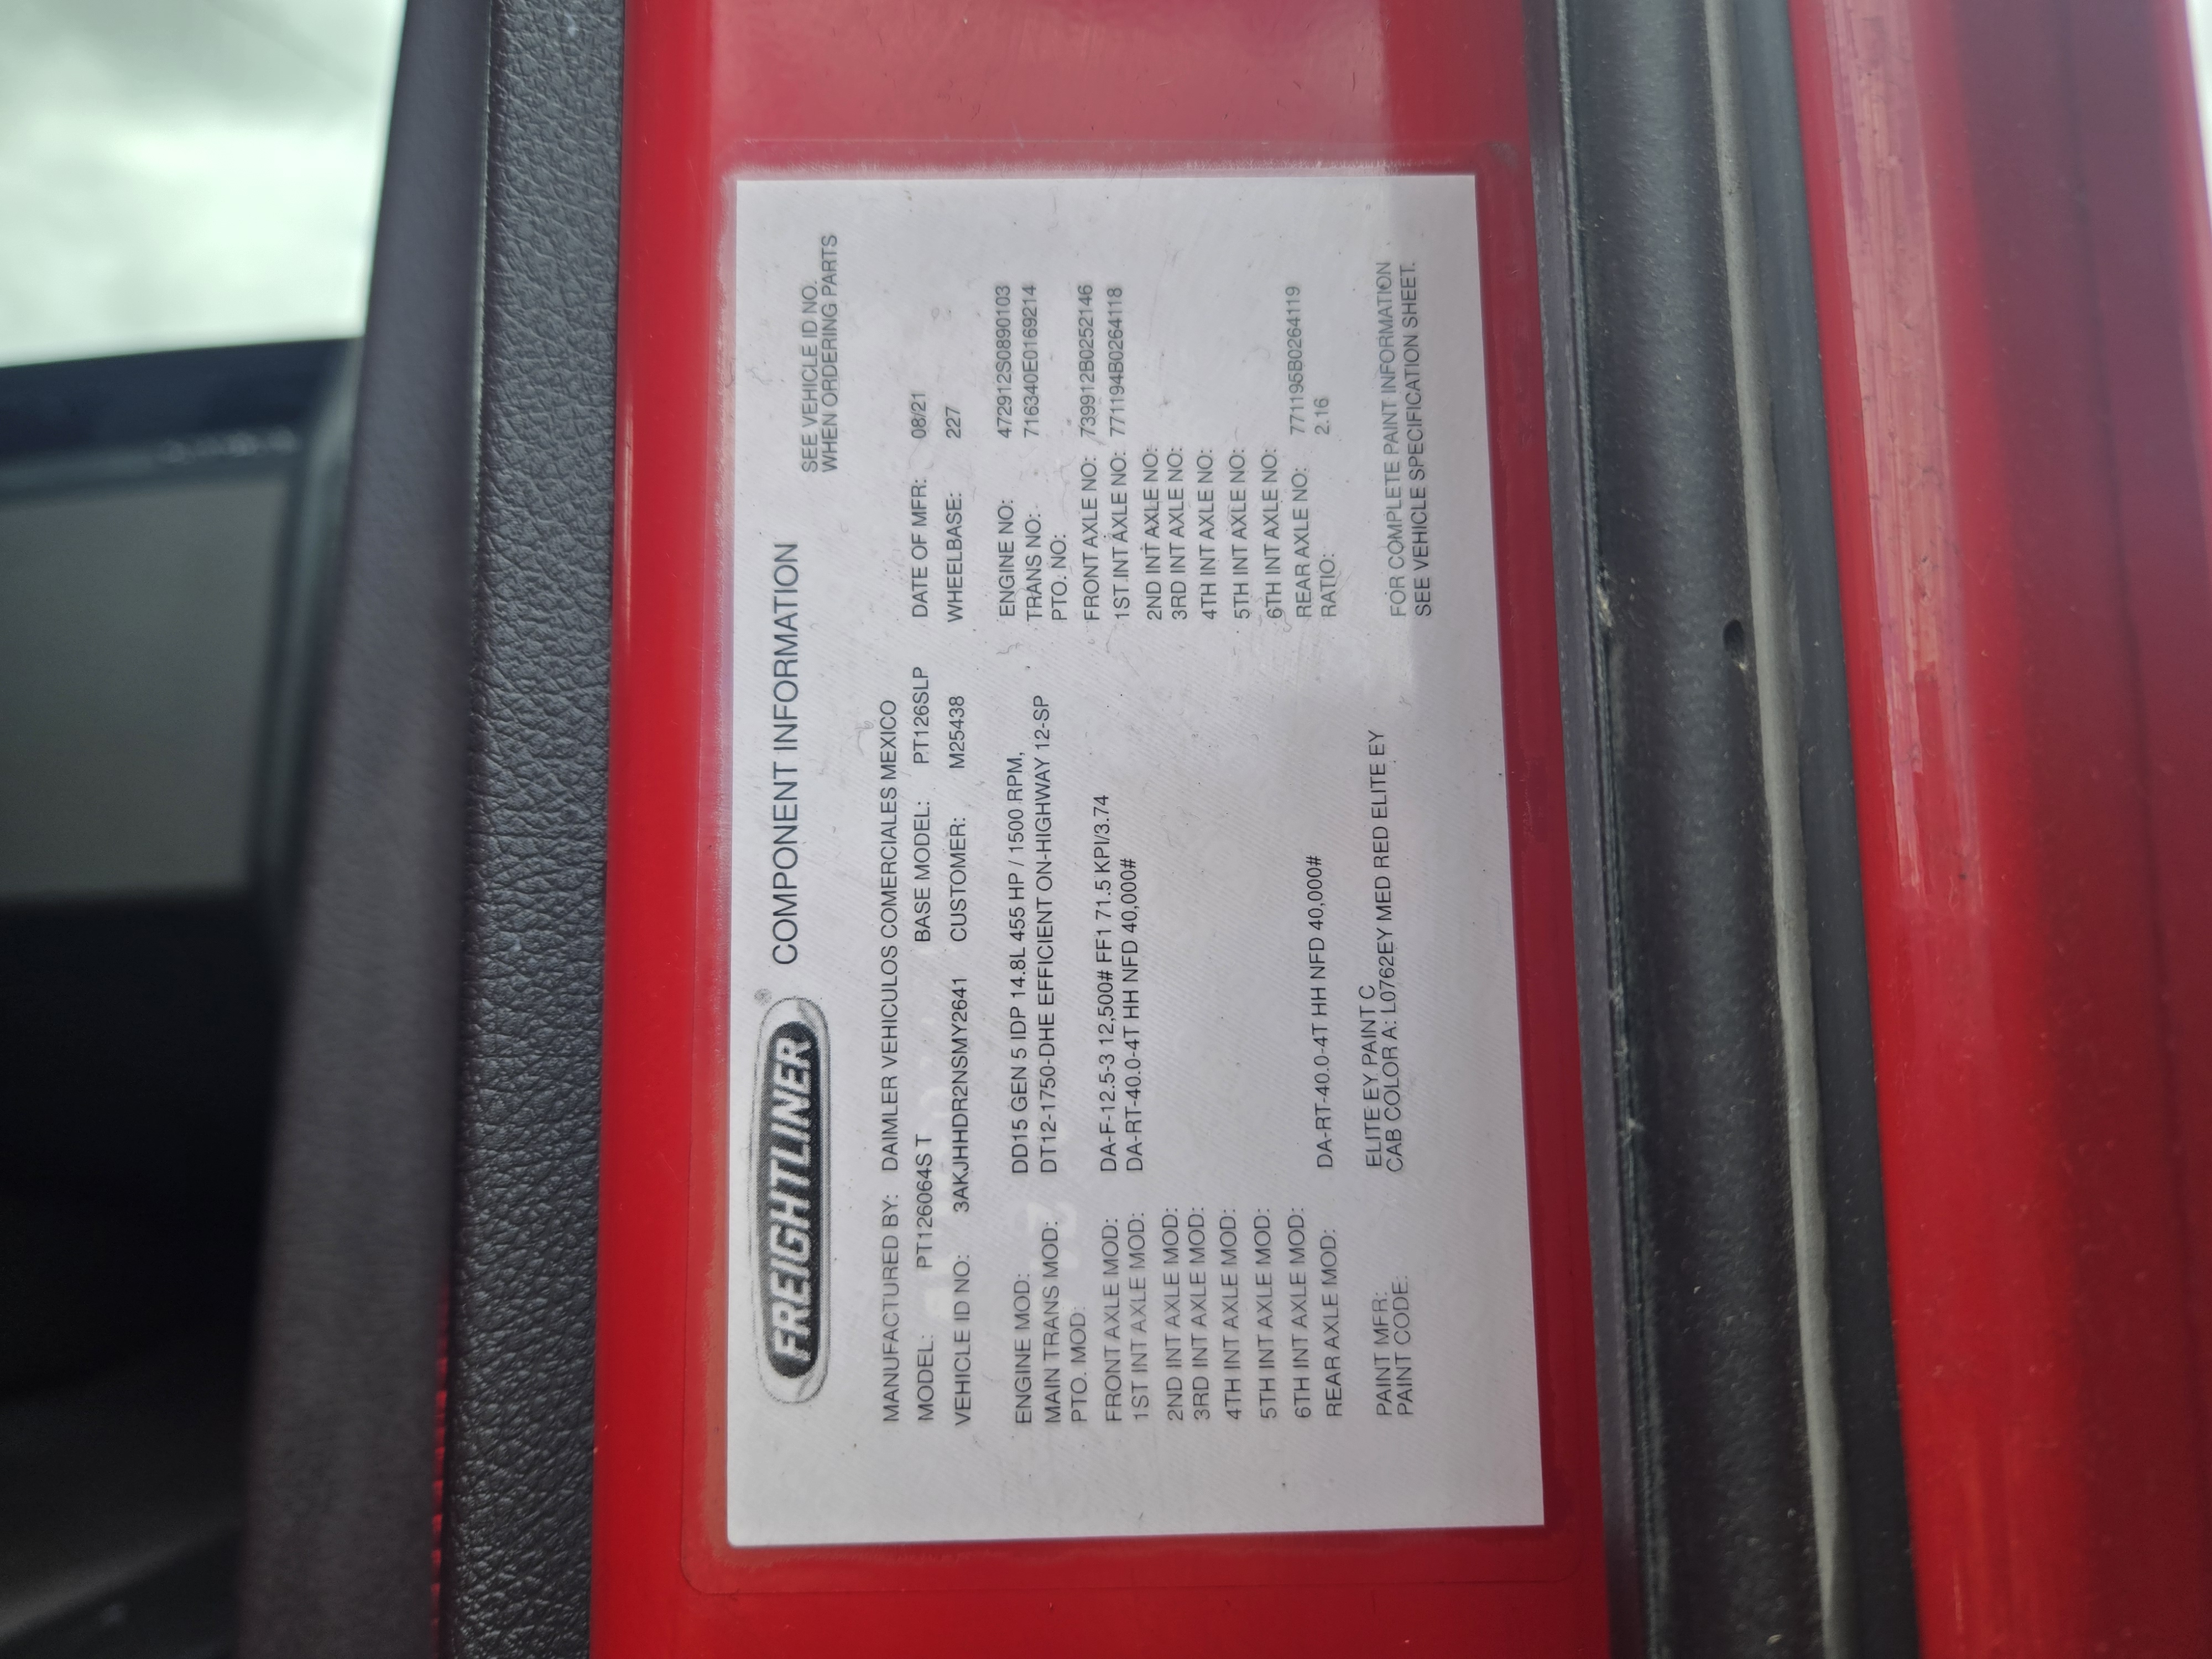 FREIGHTLINER® COMPONENT INFORMATION
SEE VEHICLE ID NO.
WHEN ORDERING PARTS
MANUFACTURED BY: DAIMLER VEHICULOS COMERCIALES MEXICO
MODEL: PT126064S T BASE MODEL: PT126SLP DATE OF MFR: 08/21
VEHICLE ID NO: 3AKJHHDR2NSMY2641 CUSTOMER: M25438 WHEELBASE: 227
ENGINE MOD: DD15 GEN 5 IDP 14.8L 455 HP / 1500 RPM, ENGINE NO: 472912S0890103
MAIN TRANS MOD: DT12-1750-DHE EFFICIENT ON-HIGHWAY 12-SP TRANS NO: 716340E0169214
PTO. MOD: PTO. NO:
FRONT AXLE MOD: DA-F-12.5-3 12,500# FF1 71.5 KPI/3.74 FRONT AXLE NO: 739912B0252146
1ST INT AXLE MOD: DA-RT-40.0-4T HH NFD 40,000# 1ST INT AXLE NO: 771194B0264118
2ND INT AXLE MOD: 2ND INT AXLE NO:
3RD INT AXLE MOD: 3RD INT AXLE NO:
4TH INT AXLE MOD: 4TH INT AXLE NO:
5TH INT AXLE MOD: 5TH INT AXLE NO:
6TH INT AXLE MOD: 6TH INT AXLE NO:
REAR AXLE MOD: DA-RT-40.0-4T HH NFD 40,000# REAR AXLE NO: 771195B0264119
RATIO: 2.16
PAINT MFR: ELITE EY PAINT C FOR COMPLETE PAINT INFORMATION
PAINT CODE: CAB COLOR A: L0762EY MED RED ELITE EY SEE VEHICLE SPECIFICATION SHEET.